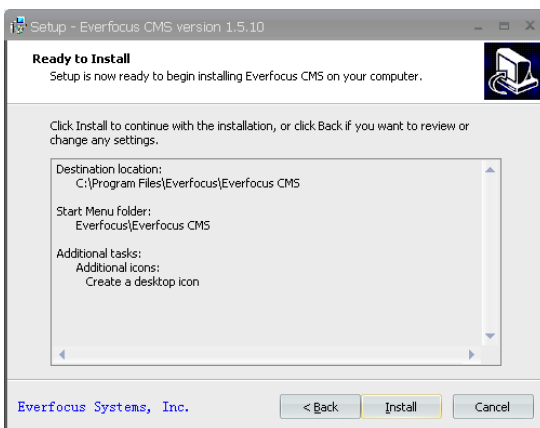 Setup - Everfocus CMS version 1.5.10
Ready to Install
Setup is now ready to begin installing Everfocus CMS on your computer.
Click Install to continue with the installation, or click Back if you want to review or
change any settings.
Destination location:
C:\Program Files\Everfocus\Everfocus CMS
Start Menu folder:
Everfocus\Everfocus CMS
Additional tasks:
Additional icons:
Create a desktop icon
Everfocus Systems, Inc.
< Back
Install
Cancel